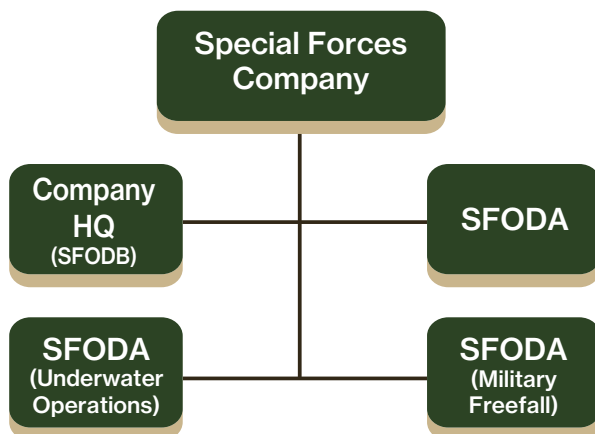 Special Forces
Company
Company
HQ
(SFODB)
SFODA
SFODA
(Underwater
Operations)
SFODA
(Military
Freefall)